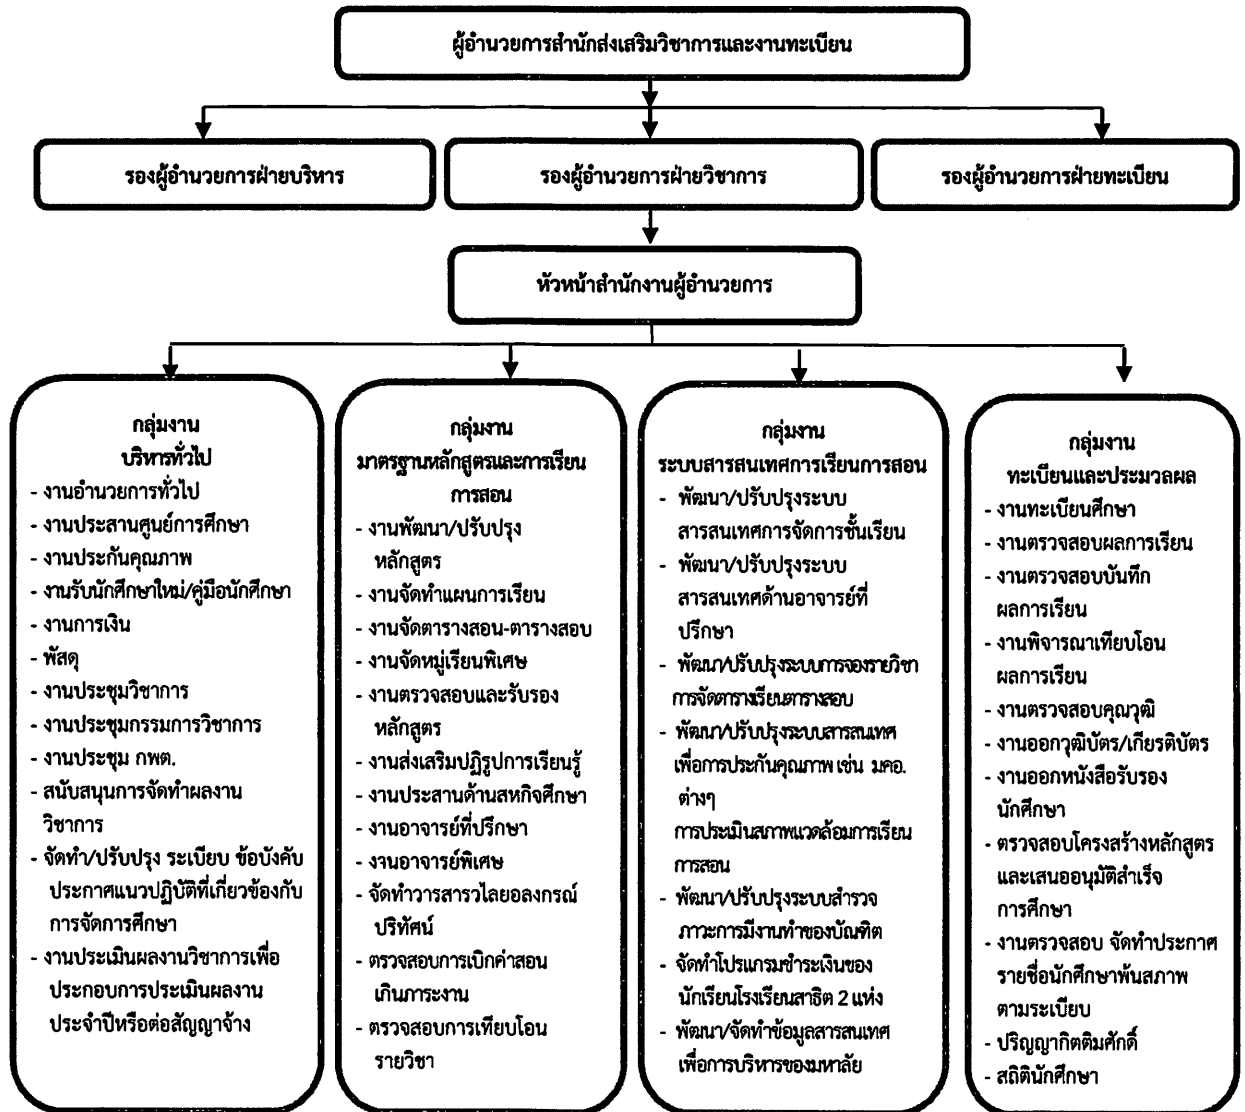 ผู้อำนวยการสำนักส่งเสริมวิชาการและงานทะเบียน
รองผู้อำนวยการฝ่ายบริหาร
รองผู้อำนวยการฝ่ายวิชาการ
รองผู้อำนวยการฝ่ายทะเบียน
หัวหน้าสำนักงานผู้อำนวยการ
กลุ่มงาน
บริหารทั่วไป
- งานอำนวยการทั่วไป
- งานประสานศูนย์การศึกษา
- งานประกันคุณภาพ
- งานรับนักศึกษาใหม่/คู่มือนักศึกษา
- งานการเงิน
- พัสดุ
- งานประชุมวิชาการ
- งานประชุมกรรมการวิชาการ
- งานประชุม กพต.
- สนับสนุนการจัดทำผลงาน
วิชาการ
- จัดทำ/ปรับปรุง ระเบียบ ข้อบังคับ
ประกาศแนวปฏิบัติที่เกี่ยวข้องกับ
การจัดการศึกษา
- งานประเมินผลงานวิชาการเพื่อ
ประกอบการประเมินผลงาน
ประจำปีหรือต่อสัญญาจ้าง
กลุ่มงาน
มาตรฐานหลักสูตรและการเรียน
การสอน
- งานพัฒนา/ปรับปรุง
หลักสูตร
- งานจัดทำแผนการเรียน
- งานจัดตารางสอน-ตารางสอบ
- งานจัดหมู่เรียนพิเศษ
- งานตรวจสอบและรับรอง
หลักสูตร
- งานส่งเสริมปฏิรูปการเรียนรู้
- งานประสานด้านสหกิจศึกษา
- งานอาจารย์ที่ปรึกษา
- งานอาจารย์พิเศษ
- จัดทำวารสารวไลยอลงกรณ์
ปริทัศน์
- ตรวจสอบการเบิกค่าสอน
เกินภาระงาน
- ตรวจสอบการเทียบโอน
รายวิชา
กลุ่มงาน
ระบบสารสนเทศการเรียนการสอน
- พัฒนา/ปรับปรุงระบบ
สารสนเทศการจัดการชั้นเรียน
- พัฒนา/ปรับปรุงระบบ
สารสนเทศด้านอาจารย์ที่
ปรึกษา
- พัฒนา/ปรับปรุงระบบการจองรายวิชา
การจัดตารางเรียนตารางสอบ
- พัฒนา/ปรับปรุงระบบสารสนเทศ
เพื่อการประกันคุณภาพ เช่น มคอ.
ต่างๆ
การประเมินสภาพแวดล้อมการเรียน
การสอน
- พัฒนา/ปรับปรุงระบบสำรวจ
ภาวะการมีงานทำของบัณฑิต
- จัดทำโปรแกรมชำระเงินของ
นักเรียนโรงเรียนสาธิต 2 แห่ง
- พัฒนา/จัดทำข้อมูลสารสนเทศ
เพื่อการบริหารของมหาลัย
กลุ่มงาน
ทะเบียนและประมวลผล
- งานทะเบียนศึกษา
- งานตรวจสอบผลการเรียน
- งานตรวจสอบบันทึก
ผลการเรียน
- งานพิจารณาเทียบโอน
ผลการเรียน
- งานตรวจสอบคุณวุฒิ
- งานออกวุฒิบัตร/เกียรติบัตร
- งานออกหนังสือรับรอง
นักศึกษา
- ตรวจสอบโครงสร้างหลักสูตร
และเสนออนุมัติสำเร็จ
การศึกษา
- งานตรวจสอบ จัดทำประกาศ
รายชื่อนักศึกษาพ้นสภาพ
ตามระเบียบ
- ปริญญากิตติมศักดิ์
- สถิตินักศึกษา